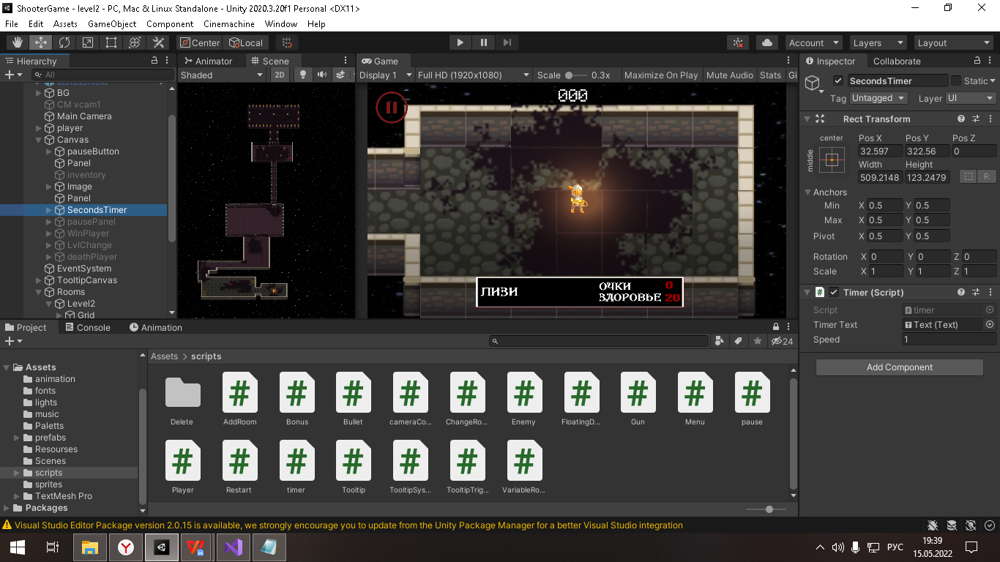 ShooterGame - level2 - PC, Mac & Linux Standalone - Unity 2020.3.20f1 Personal <DX11>
File Edit Assets GameObject Component Cinemachine Window Help
Center Local Account Layers Layout
Hierarchy
All
bonusShield
BG
CM vcam1
Main Camera
player
Canvas
pauseButton
Panel
inventory
Image
Panel
SecondsTimer
pausePanel
WinPlayer
LvlChange
deathPlayer
EventSystem
TooltipCanvas
Rooms
Level2
Grid
Animator Scene
Shaded 2D
Game
Display 1 Full HD (1920x1080) Scale 0.3x Maximize On Play Mute Audio Stats Gi
000
ЛИЗИ
ОЧКИ 0
ЗДОРОВЬЕ 20
Inspector Collaborate
SecondsTimer Static
Tag Untagged Layer UI
Rect Transform
center Pos X Pos Y Pos Z
middle 32.597 322.56 0
Width Height
509.2148 123.2479 R
Anchors
Min X 0.5 Y 0.5
Max X 0.5 Y 0.5
Pivot X 0.5 Y 0.5
Rotation X 0 Y 0 Z 0
Scale X 1 Y 1 Z 1
Timer (Script)
Script timer
Timer Text Text (Text)
Speed 1
Add Component
Project Console Animation
24
Assets
animation
fonts
lights
music
Paletts
prefabs
Resourses
Scenes
scripts
sprites
TextMesh Pro
Packages
Assets > scripts
Delete AddRoom Bonus Bullet cameraCo... ChangeRo... Enemy FloatingD... Gun Menu pause
Player Restart timer Tooltip TooltipSys... TooltipTrig... VariableRo...
Visual Studio Editor Package version 2.0.15 is available, we strongly encourage you to update from the Unity Package Manager for a better Visual Studio integration
РУС
19:39
15.05.2022